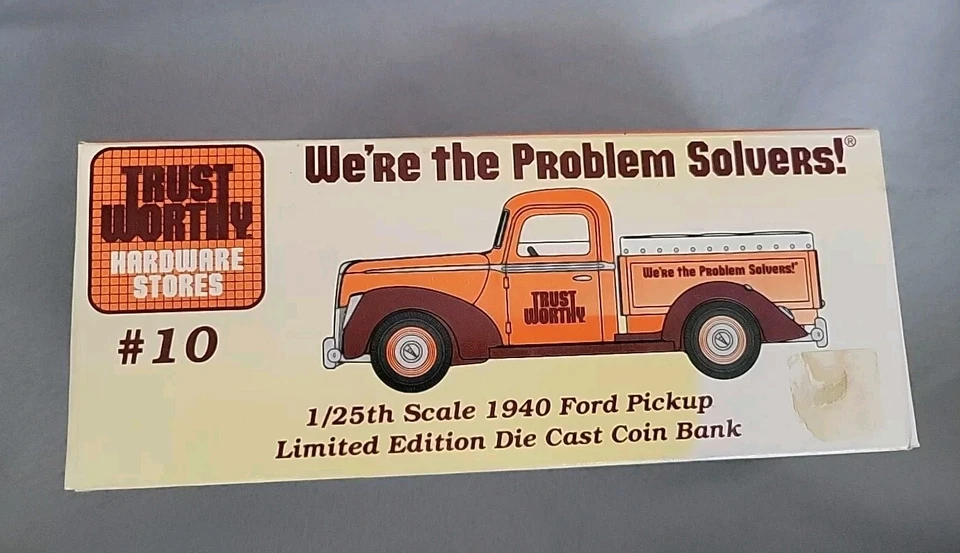 We're the Problem Solvers!®
TRUST
WORTHY
HARDWARE
STORES
#10
We're the Problem Solvers!®
TRUST
WORTHY
1/25th Scale 1940 Ford Pickup
Limited Edition Die Cast Coin Bank